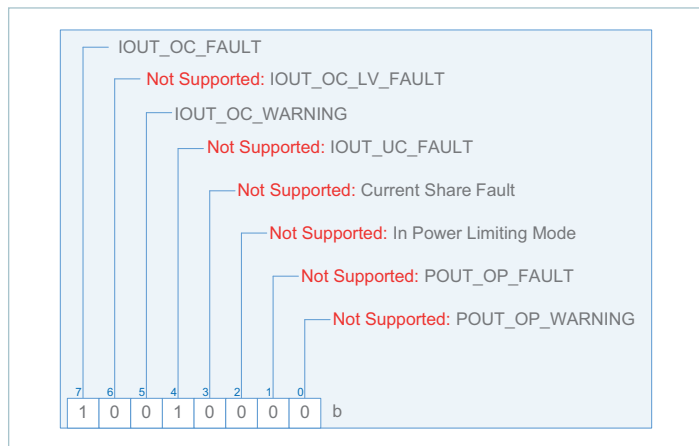 IOUT_OC_FAULT
Not Supported: IOUT_OC_LV_FAULT
IOUT_OC_WARNING
Not Supported: IOUT_UC_FAULT
Not Supported: Current Share Fault
Not Supported: In Power Limiting Mode
Not Supported: POUT_OP_FAULT
Not Supported: POUT_OP_WARNING
7 6 5 4 3 2 1 0
1 0 0 1 0 0 0 0 b